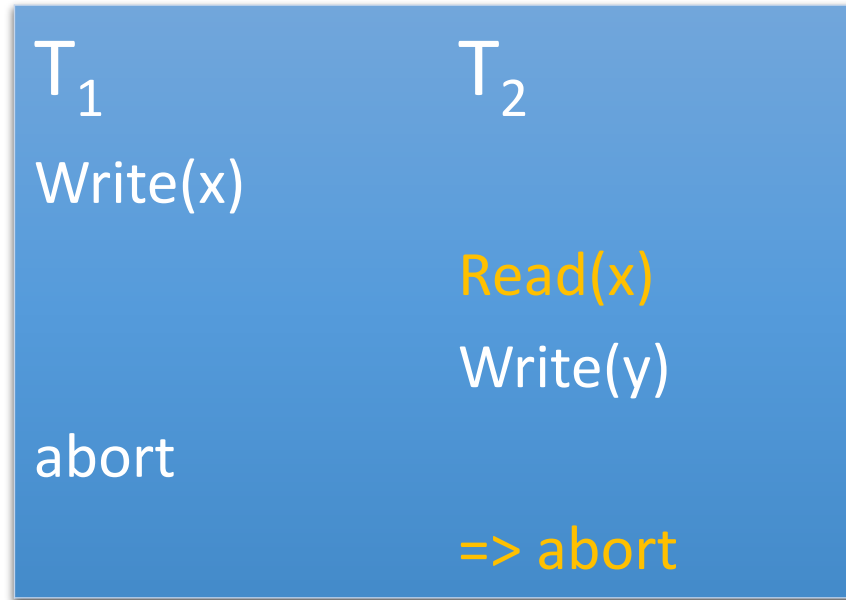 T₁ T₂
Write(x)
Read(x)
Write(y)
abort
=> abort